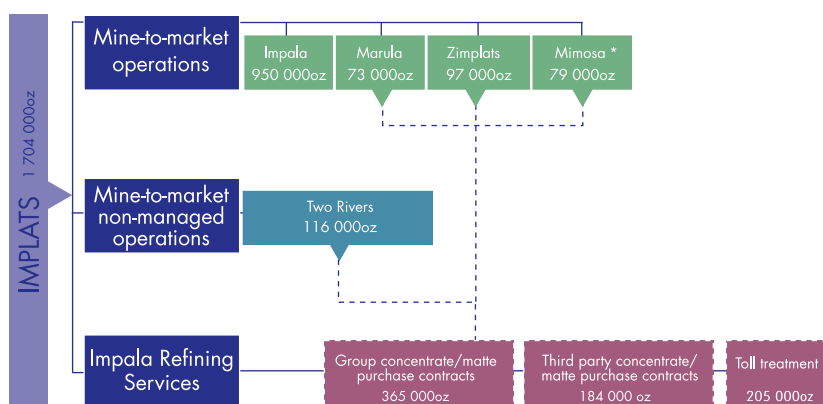 IMPLATS 1 704 000oz
Mine-to-market
operations
Impala
950 000oz
Marula
73 000oz
Zimplats
97 000oz
Mimosa *
79 000oz
Mine-to-market
non-managed
operations
Two Rivers
116 000oz
Impala Refining
Services
Group concentrate/matte
purchase contracts
365 000oz
Third party concentrate/
matte purchase contracts
184 000 oz
Toll treatment
205 000oz